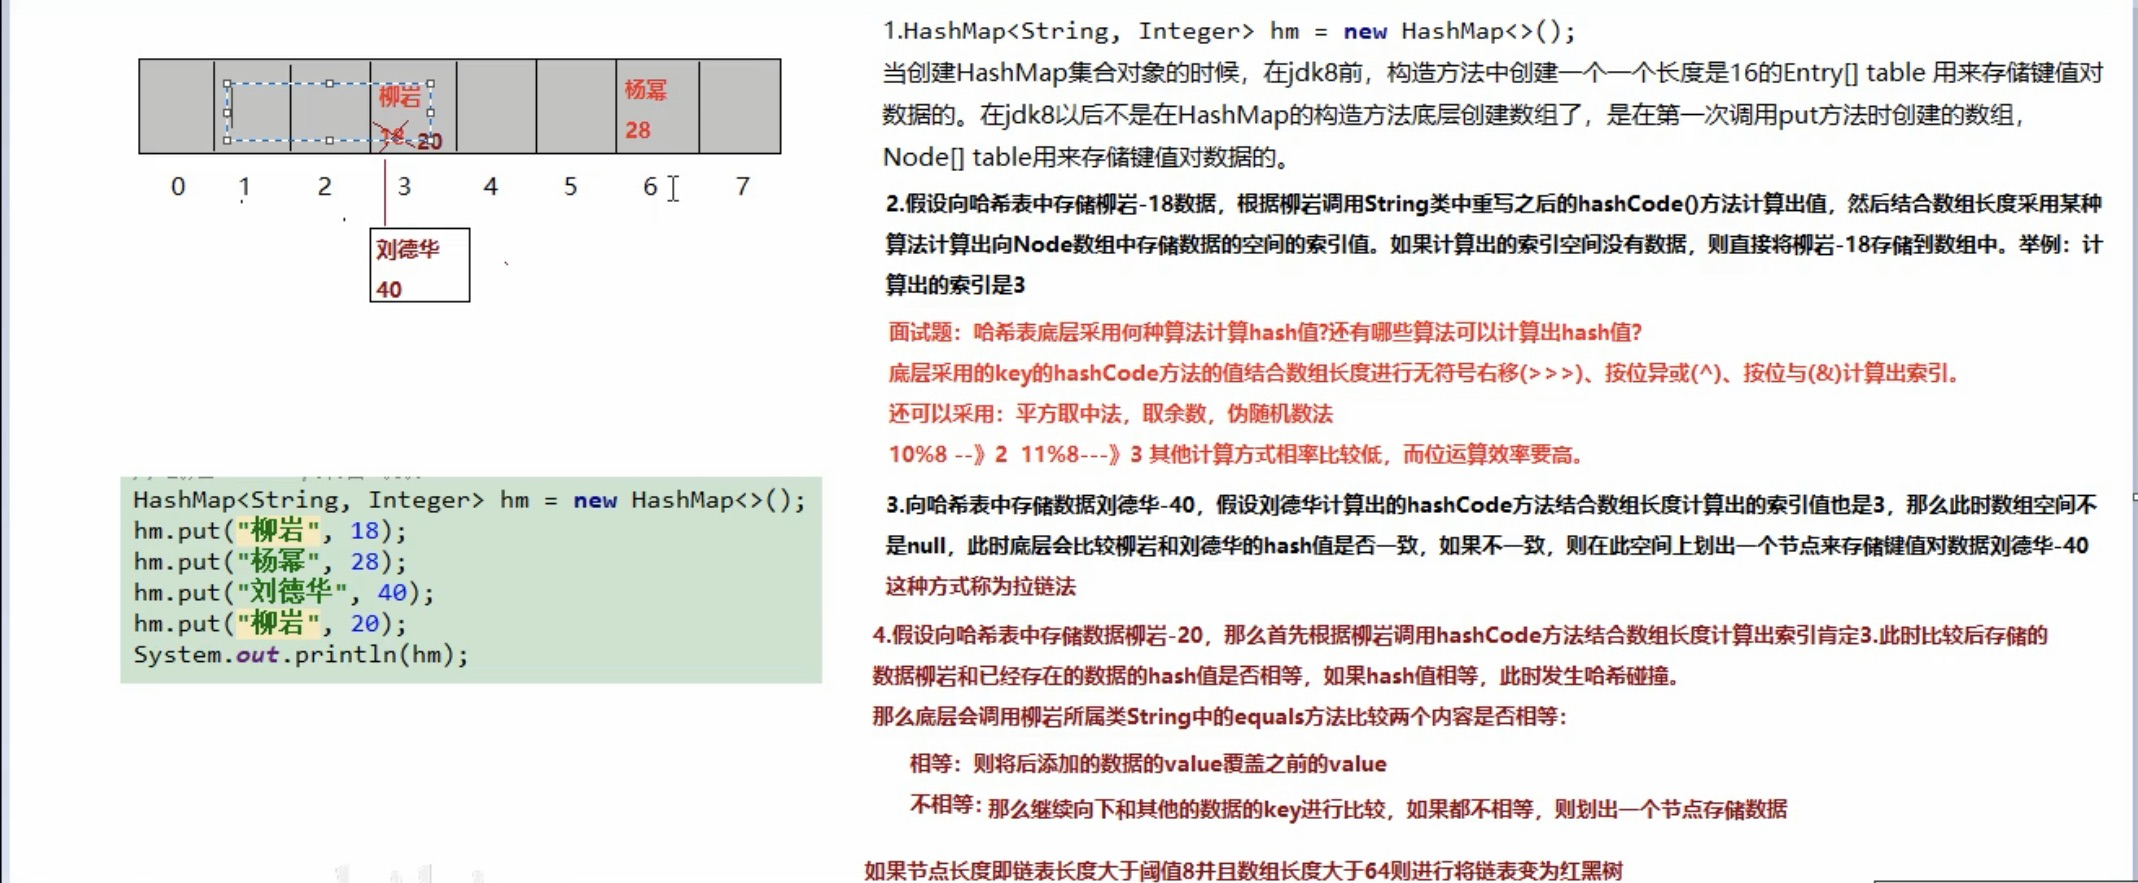 柳岩
18 20
杨幂
28
0 1 2 3 4 5 6 7
刘德华
40
HashMap<String, Integer> hm = new HashMap<>();
hm.put("柳岩", 18);
hm.put("杨幂", 28);
hm.put("刘德华", 40);
hm.put("柳岩", 20);
System.out.println(hm);
1.HashMap<String, Integer> hm = new HashMap<>();
当创建HashMap集合对象的时候，在jdk8前，构造方法中创建一个一个长度是16的Entry[] table 用来存储键值对
数据的。在jdk8以后不是在HashMap的构造方法底层创建数组了，是在第一次调用put方法时创建的数组，
Node[] table用来存储键值对数据的。
2.假设向哈希表中存储柳岩-18数据，根据柳岩调用String类中重写之后的hashCode()方法计算出值，然后结合数组长度采用某种
算法计算出向Node数组中存储数据的空间的索引值。如果计算出的索引空间没有数据，则直接将柳岩-18存储到数组中。举例：计
算出的索引是3
面试题：哈希表底层采用何种算法计算hash值?还有哪些算法可以计算出hash值?
底层采用的key的hashCode方法的值结合数组长度进行无符号右移(>>>)、按位异或(^)、按位与(&)计算出索引。
还可以采用：平方取中法，取余数，伪随机数法
10%8 --》2 11%8---》3 其他计算方式相率比较低，而位运算效率要高。
3.向哈希表中存储数据刘德华-40，假设刘德华计算出的hashCode方法结合数组长度计算出的索引值也是3，那么此时数组空间不
是null，此时底层会比较柳岩和刘德华的hash值是否一致，如果不一致，则在此空间上划出一个节点来存储键值对数据刘德华-40
这种方式称为拉链法
4.假设向哈希表中存储数据柳岩-20，那么首先根据柳岩调用hashCode方法结合数组长度计算出索引肯定3.此时比较后存储的
数据柳岩和已经存在的数据的hash值是否相等，如果hash值相等，此时发生哈希碰撞。
那么底层会调用柳岩所属类String中的equals方法比较两个内容是否相等：
相等：则将后添加的数据的value覆盖之前的value
不相等：那么继续向下和其他的数据的key进行比较，如果都不相等，则划出一个节点存储数据
如果节点长度即链表长度大于阈值8并且数组长度大于64则进行将链表变为红黑树